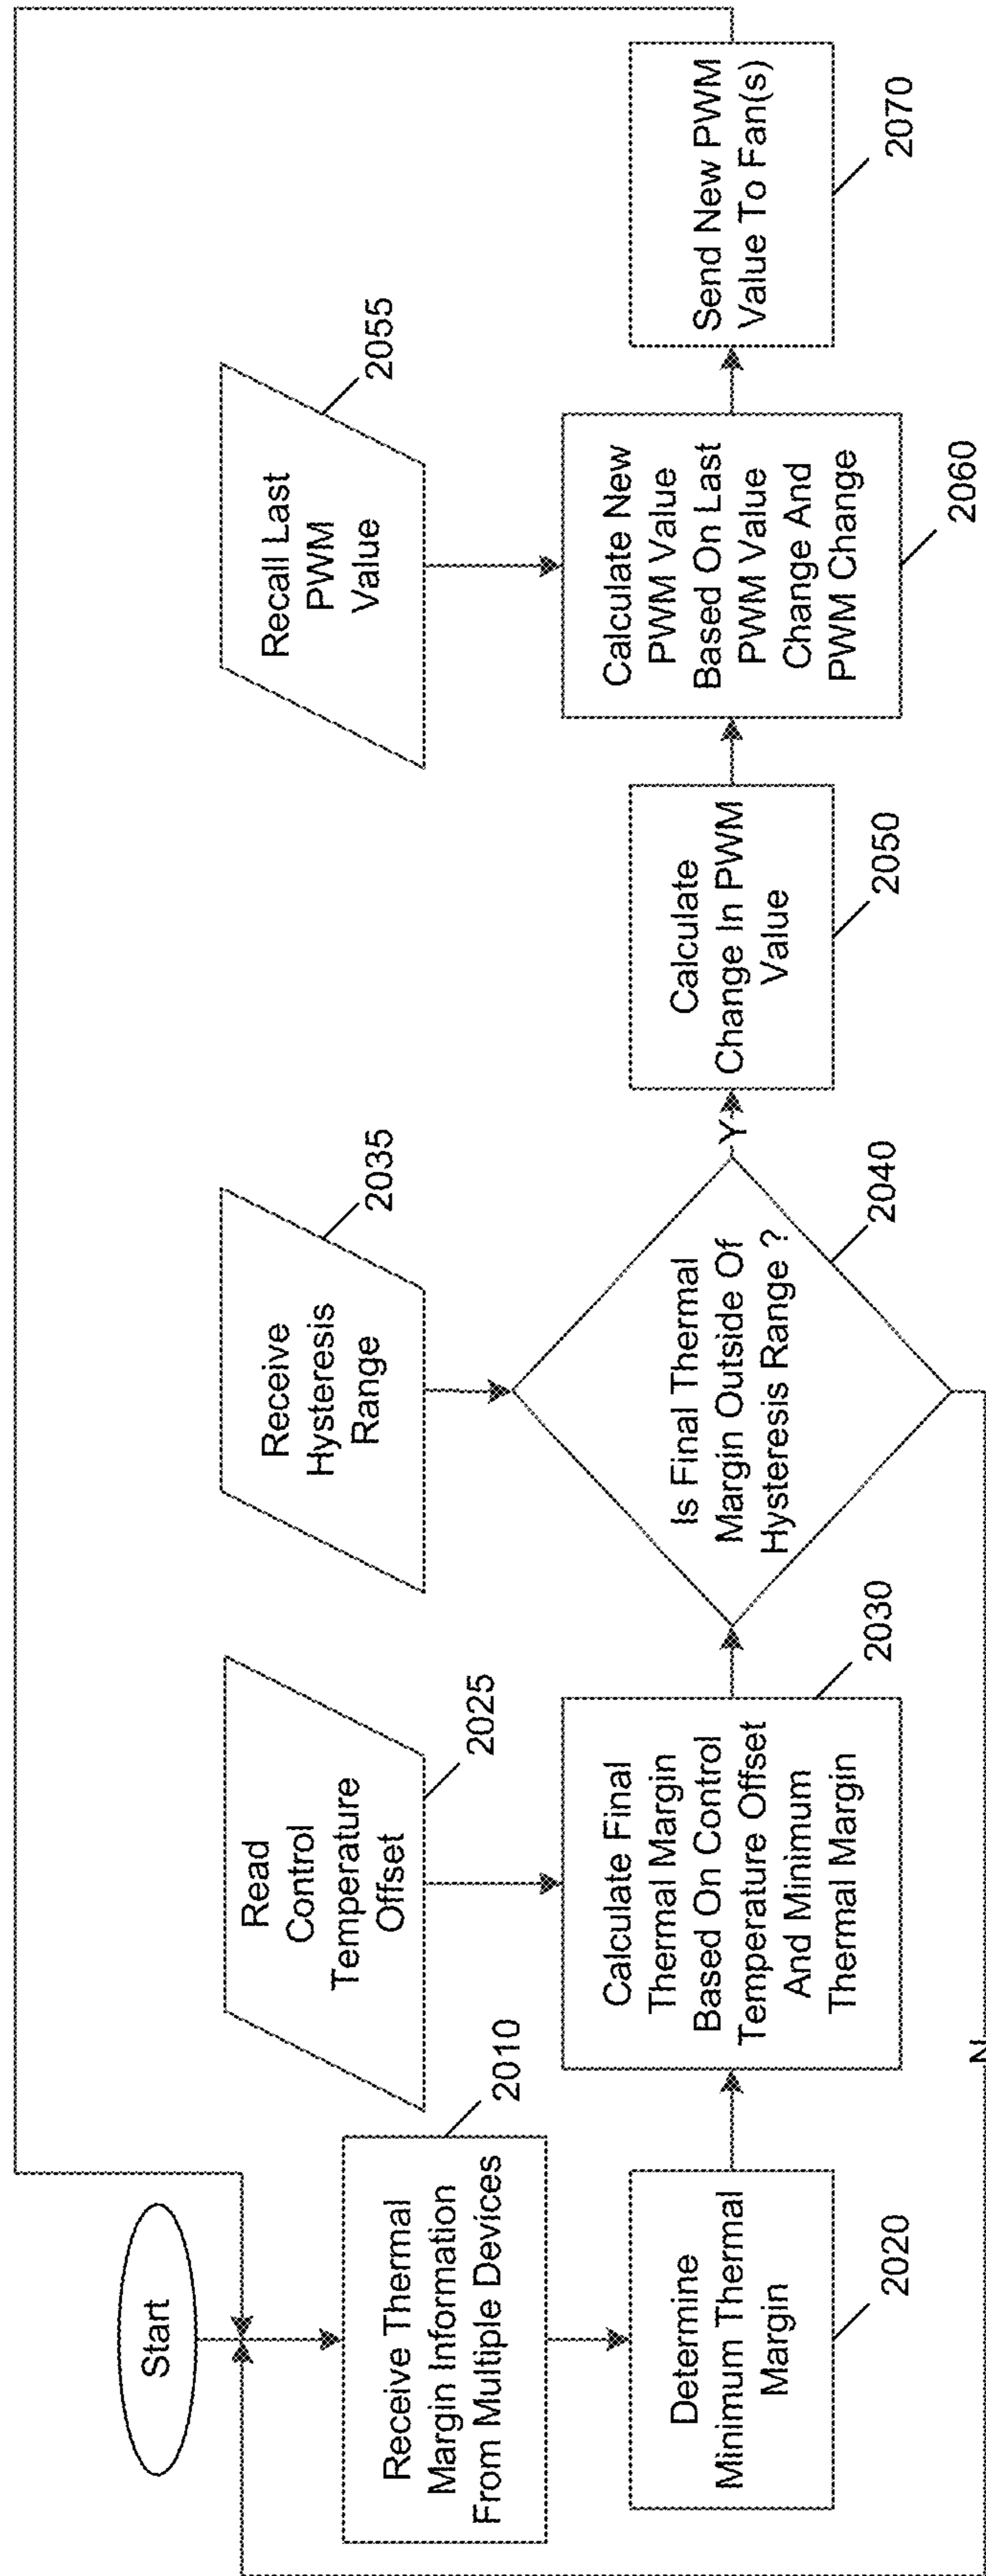 Start
Receive Thermal
Margin Information
From Multiple Devices
2010
Determine
Minimum Thermal
Margin
2020
Read
Control
Temperature
Offset
2025
Calculate Final
Thermal Margin
Based On Control
Temperature Offset
And Minimum
Thermal Margin
2030
Receive
Hysteresis
Range
2035
Is Final Thermal
Margin Outside Of
Hysteresis Range ?
2040
Y
N
Calculate
Change In PWM
Value
2050
Recall Last
PWM
Value
2055
Calculate New
PWM Value
Based On Last
PWM Value
Change And
PWM Change
2060
Send New PWM
Value To Fan(s)
2070